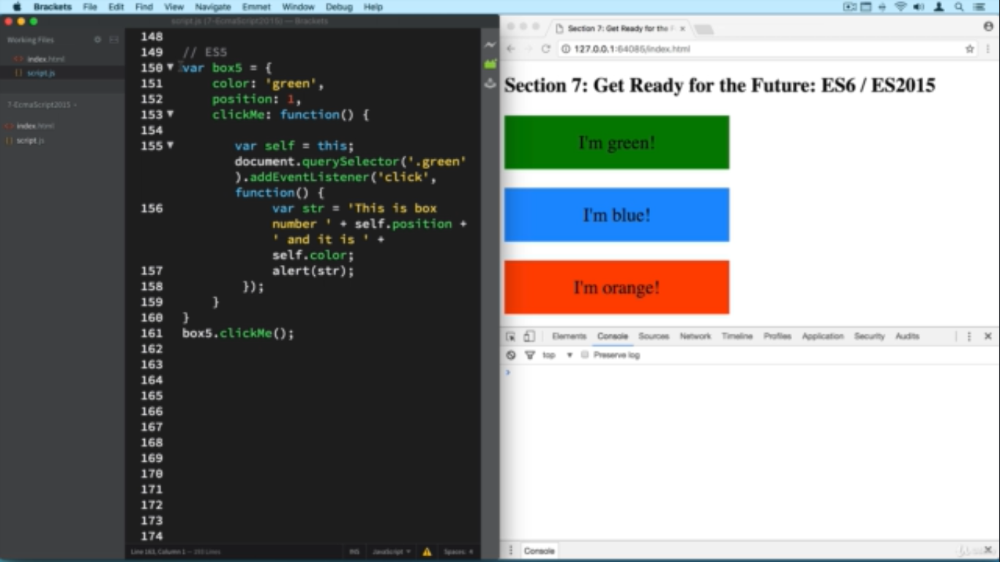 Brackets File Edit Find View Navigate Emmet Window Debug Help
script.js (7-EcmaScript2015) — Brackets
Working Files
index.html
script.js
7-EcmaScript2015
index.html
script.js
148
149 // ES5
150 var box5 = {
151 color: 'green',
152 position: 1,
153 clickMe: function() {
154
155 var self = this;
document.querySelector('.green'
).addEventListener('click',
function() {
156 var str = 'This is box
number ' + self.position +
' and it is ' +
self.color;
157 alert(str);
158 });
159 }
160 }
161 box5.clickMe();
162
163
164
165
166
167
168
169
170
171
172
173
174
Line 163, Column 1 —
INS JavaScript Spaces: 4
Section 7: Get Ready for the
127.0.0.1:64086/index.html
Section 7: Get Ready for the Future: ES6 / ES2015
I'm green!
I'm blue!
I'm orange!
Elements Console Sources Network Timeline Profiles Application Security Audits
top Preserve log
Console